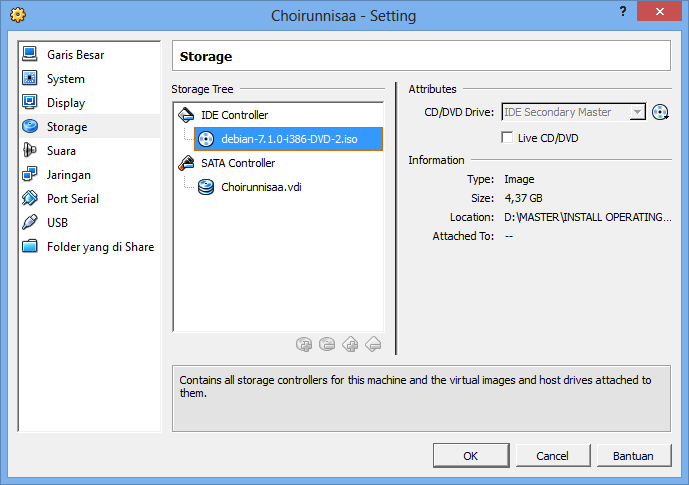 Choirunnisaa - Setting
?
Garis Besar
System
Display
Storage
Suara
Jaringan
Port Serial
USB
Folder yang di Share
Storage
Storage Tree
IDE Controller
debian-7.1.0-i386-DVD-2.iso
SATA Controller
Choirunnisaa.vdi
Attributes
CD/DVD Drive: IDE Secondary Master
Live CD/DVD
Information
Type: Image
Size: 4,37 GB
Location: D:\MASTER\INSTALL OPERATING...
Attached To: --
Contains all storage controllers for this machine and the virtual images and host drives attached to
them.
OK Cancel Bantuan